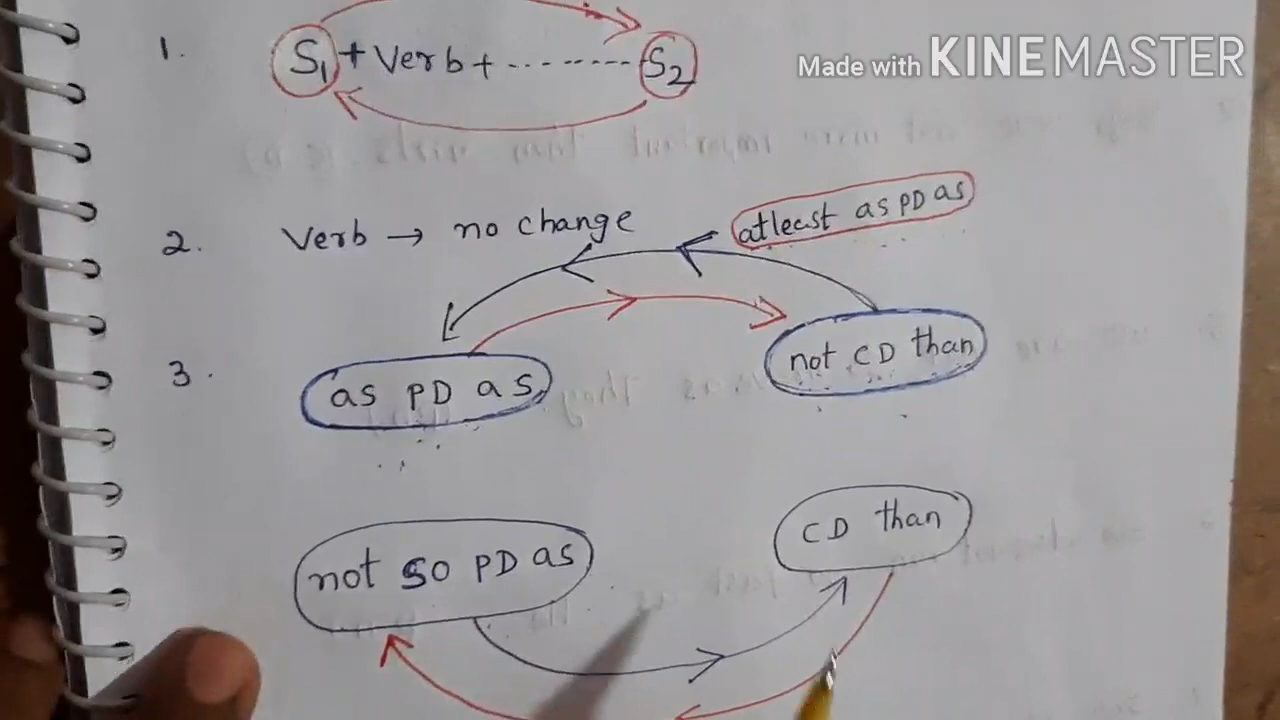 1. S1 + Verb + -------- S2
Made with KINEMASTER
2. Verb → no change
atleast as PD as
3. as PD as
not CD than
not so PD as
CD than